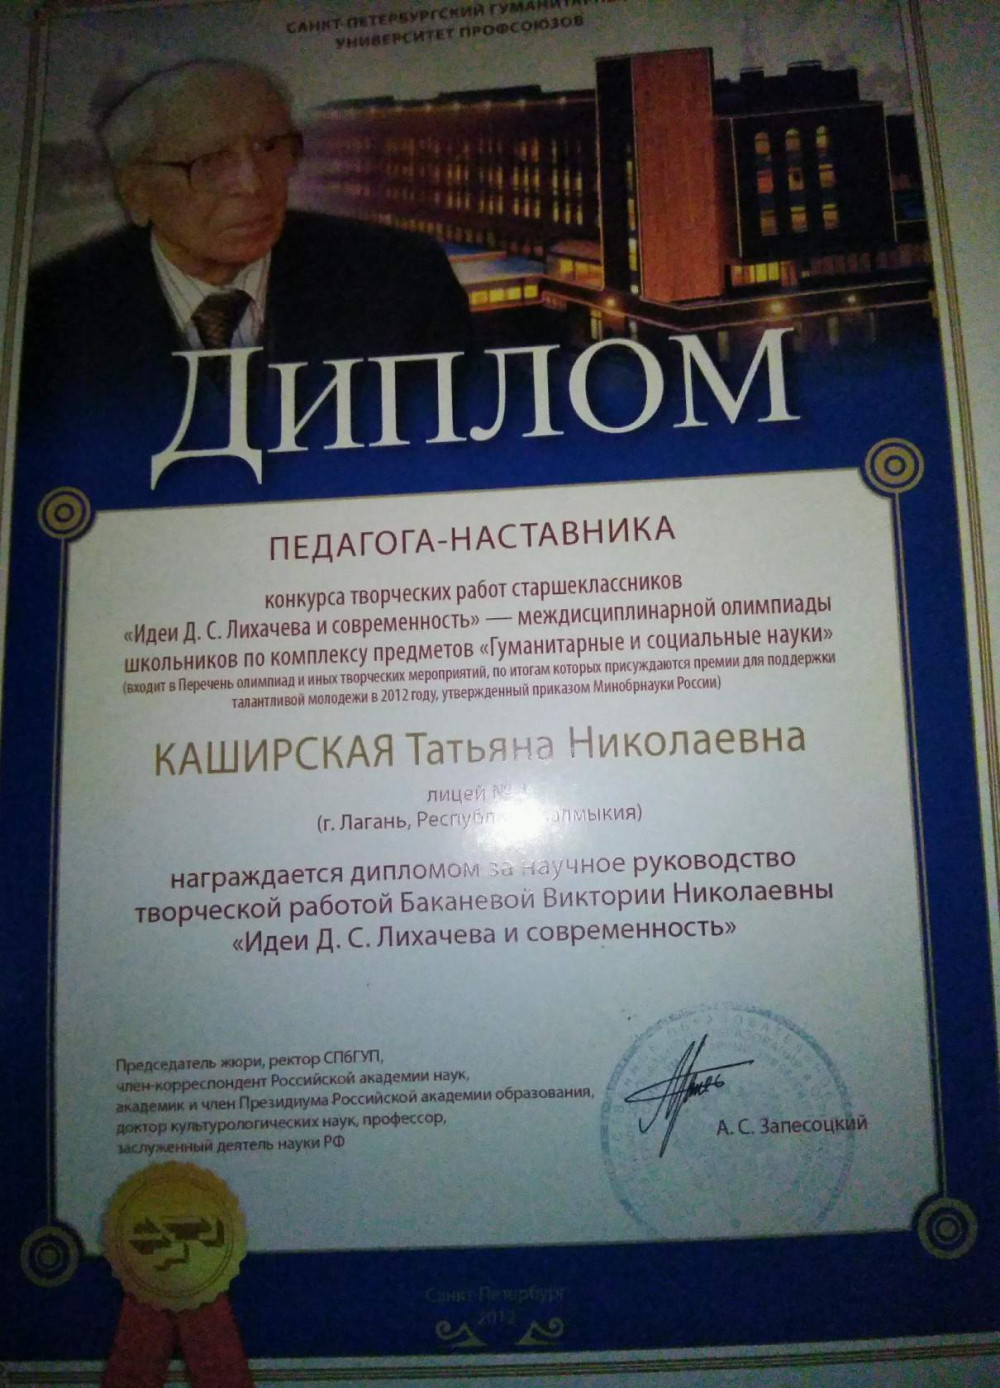 САНКТ-ПЕТЕРБУРГСКИЙ
УНИВЕРСИТЕТ ПРОФСОЮЗОВ
ДИПЛОМ
ПЕДАГОГА-НАСТАВНИКА
конкурса творческих работ старшеклассников
«Идеи Д. С. Лихачева и современность» — междисциплинарной олимпиады
школьников по комплексу предметов «Гуманитарные и социальные науки»
(входит в Перечень олимпиад и иных творческих мероприятий, по итогам которых присуждаются премии для поддержки
талантливой молодежи в 2012 году, утвержденный приказом Минобрнауки России)
КАШИРСКАЯ Татьяна Николаевна
лицей
(г. Лагань,
награждается дипломом за научное руководство
творческой работой Баканевой Виктории Николаевны
«Идеи Д. С. Лихачева и современность»
Председатель жюри, ректор СПбГУП,
член-корреспондент Российской академии наук,
академик и член Президиума Российской академии образования,
доктор культурологических наук, профессор,
заслуженный деятель науки РФ
А. С. Запесоцкий
Санкт-Петербург
2012